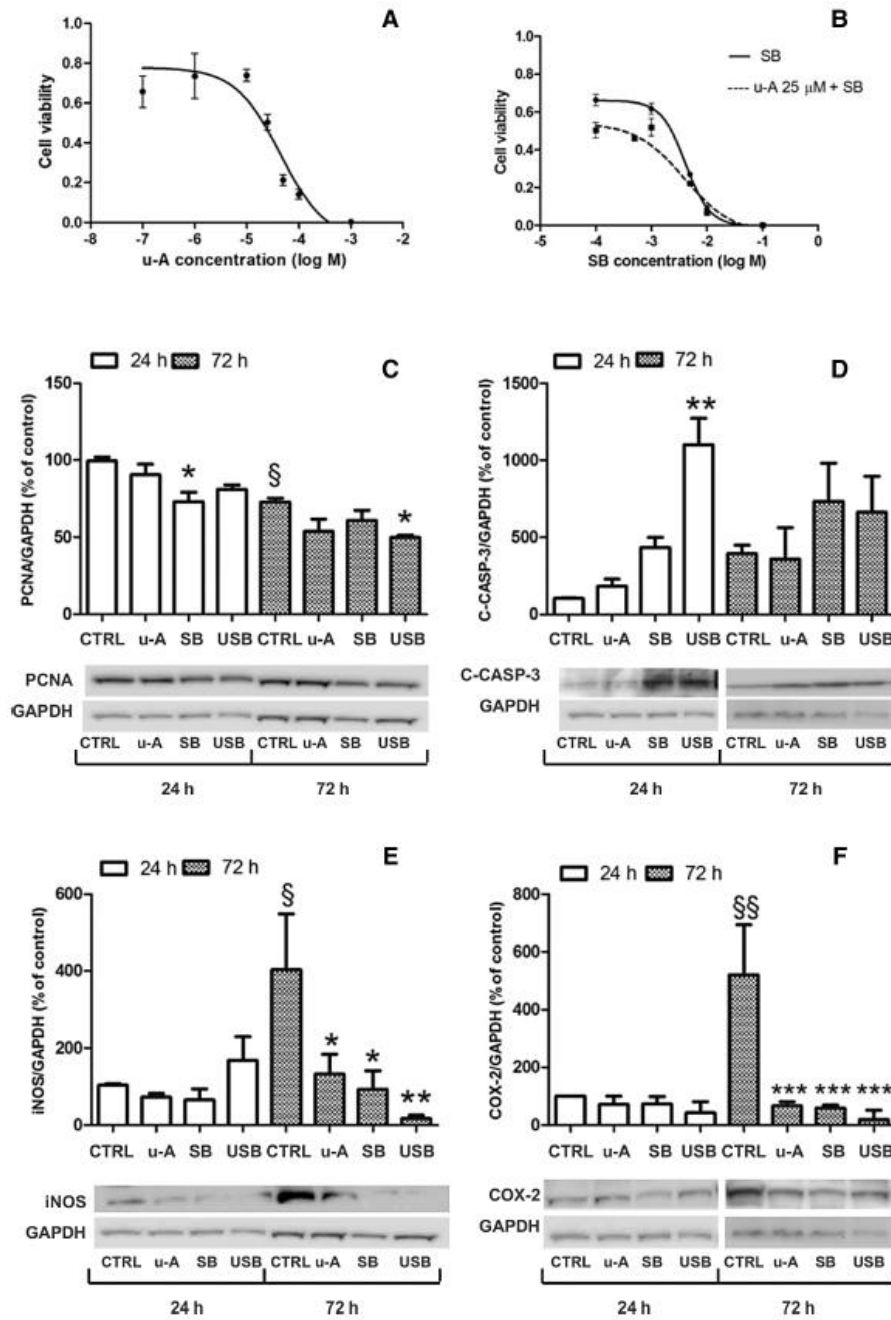 A
1.0
0.8
0.6
0.4
0.2
0.0
Cell viability
-8 -7 -6 -5 -4 -3 -2
u-A concentration (log M)
B
SB
u-A 25 μM + SB
1.0
0.8
0.6
0.4
0.2
0.0
Cell viability
-5 -4 -3 -2 -1 0
SB concentration (log M)
24 h 72 h
C
150
100
50
0
PCNA/GAPDH (% of control)
* § *
CTRL u-A SB USB CTRL u-A SB USB
PCNA
GAPDH
CTRL u-A SB USB CTRL u-A SB USB
24 h 72 h
24 h 72 h
D
1500
1000
500
0
C-CASP-3/GAPDH (% of control)
**
CTRL u-A SB USB CTRL u-A SB USB
C-CASP-3
GAPDH
CTRL u-A SB USB CTRL u-A SB USB
24 h 72 h
24 h 72 h
E
600
400
200
0
iNOS/GAPDH (% of control)
§ * * **
CTRL u-A SB USB CTRL u-A SB USB
iNOS
GAPDH
CTRL u-A SB USB CTRL u-A SB USB
24 h 72 h
24 h 72 h
F
800
600
400
200
0
COX-2/GAPDH (% of control)
§§
*** *** ***
CTRL u-A SB USB CTRL u-A SB USB
COX-2
GAPDH
CTRL u-A SB USB CTRL u-A SB USB
24 h 72 h